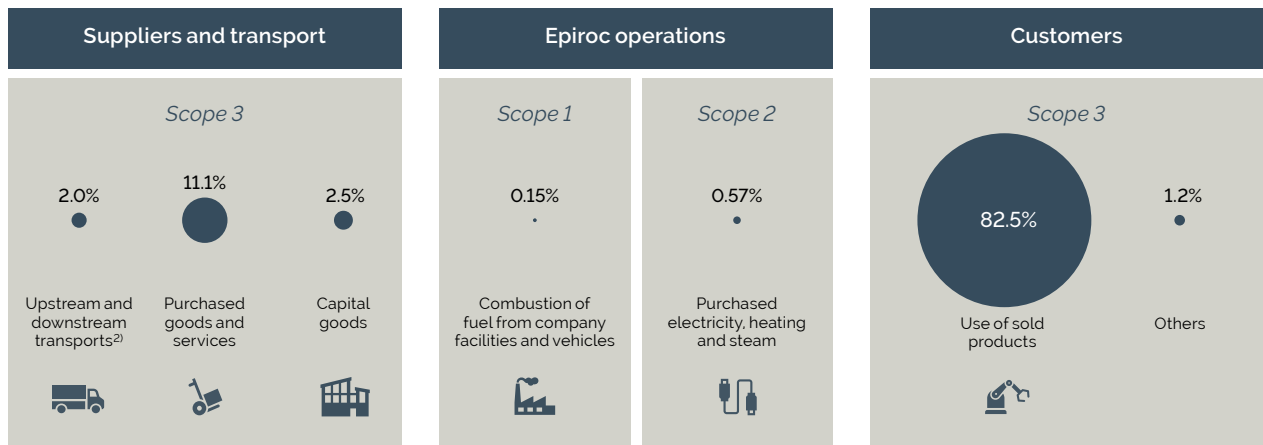 Suppliers and transport
Scope 3
2.0%
11.1%
2.5%
Upstream and
downstream
transports2)
Purchased
goods and
services
Capital
goods
Epiroc operations
Scope 1
0.15%
Combustion of
fuel from company
facilities and vehicles
Scope 2
0.57%
Purchased
electricity, heating
and steam
Customers
Scope 3
82.5%
1.2%
Use of sold
products
Others